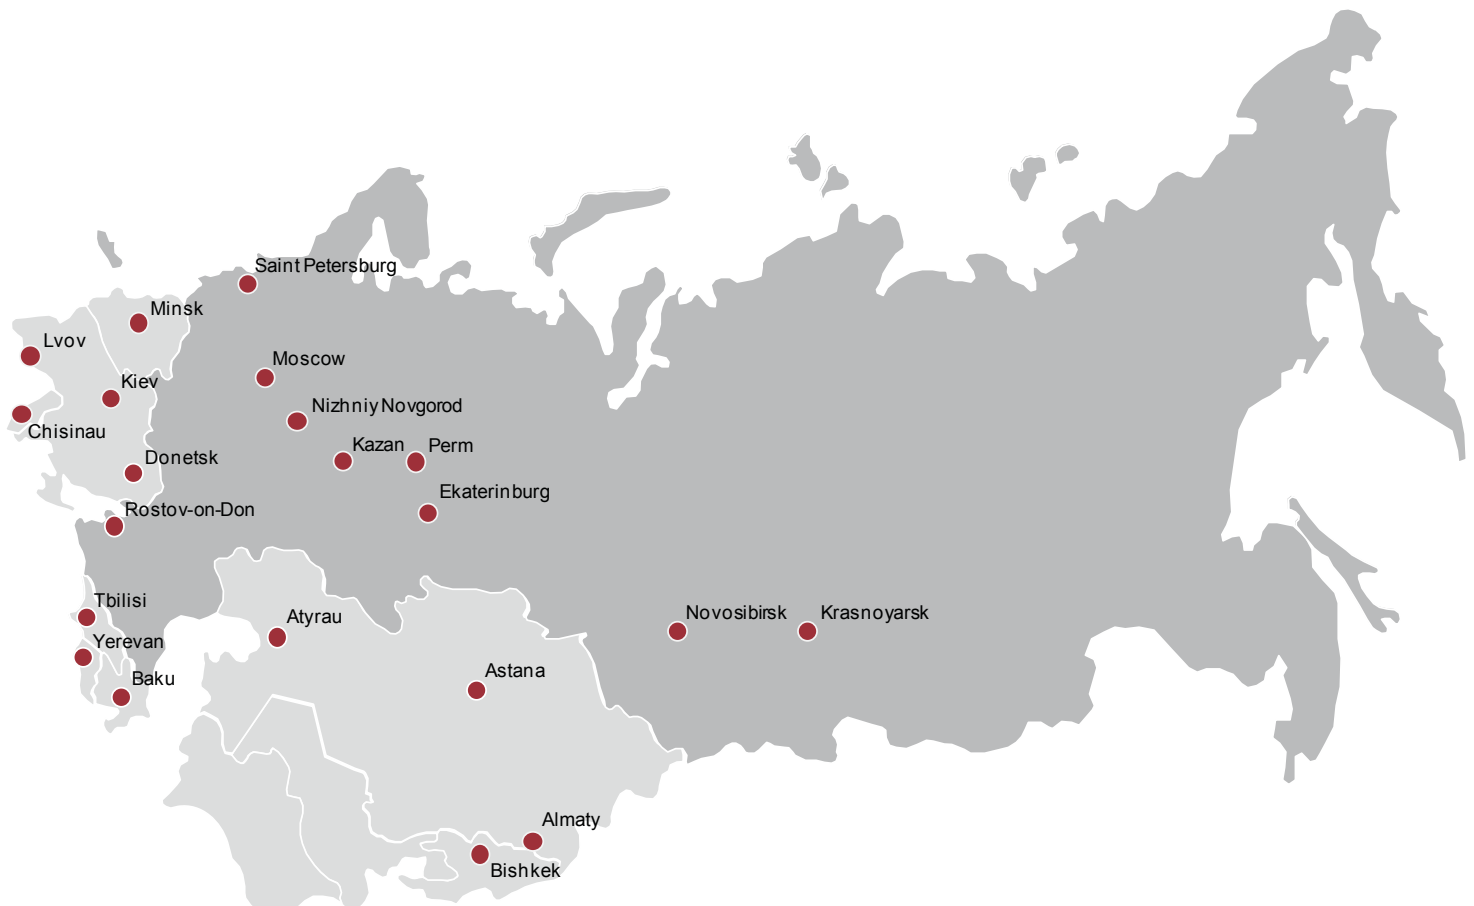 Saint Petersburg
Minsk
Lvov
Moscow
Kiev
Nizhniy Novgorod
Chisinau
Kazan
Perm
Donetsk
Ekaterinburg
Rostov-on-Don
Tbilisi
Atyrau
Novosibirsk
Krasnoyarsk
Yerevan
Astana
Baku
Almaty
Bishkek